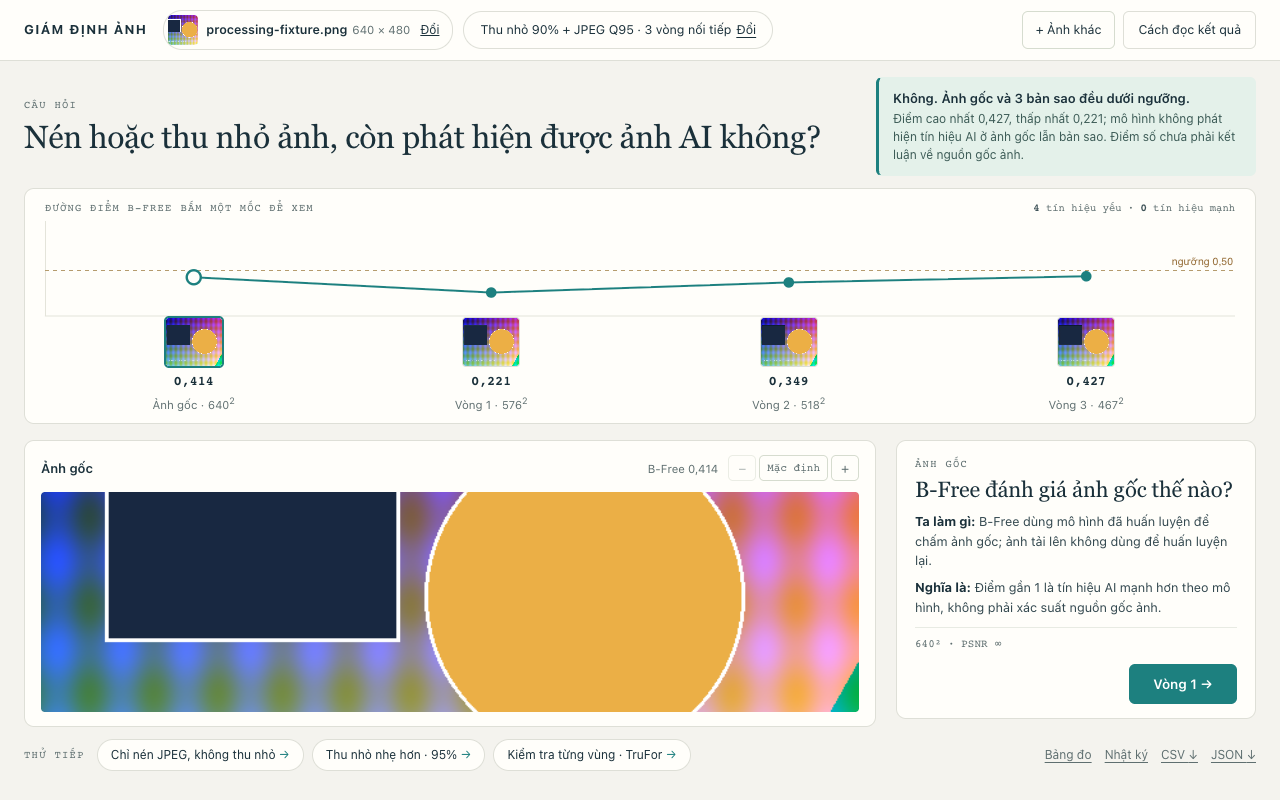 GIÁM ĐỊNH ẢNH
processing-fixture.png 640 × 480 Đổi
Thu nhỏ 90% + JPEG Q95 · 3 vòng nối tiếp Đổi
+ Ảnh khác
Cách đọc kết quả
CÂU HỎI
Nén hoặc thu nhỏ ảnh, còn phát hiện được ảnh AI không?
Không. Ảnh gốc và 3 bản sao đều dưới ngưỡng.
Điểm cao nhất 0,427, thấp nhất 0,221; mô hình không phát
hiện tín hiệu AI ở ảnh gốc lẫn bản sao. Điểm số chưa phải kết
luận về nguồn gốc ảnh.
ĐƯỜNG ĐIỂM B-FREE BẤM MỘT MỐC ĐỂ XEM
4 tín hiệu yếu · 0 tín hiệu mạnh
ngưỡng 0,50
0,414
0,221
0,349
0,427
Ảnh gốc · 640²
Vòng 1 · 576²
Vòng 2 · 518²
Vòng 3 · 467²
Ảnh gốc
B-Free 0,414
−
Mặc định
+
ẢNH GỐC
B-Free đánh giá ảnh gốc thế nào?
Ta làm gì: B-Free dùng mô hình đã huấn luyện để
chấm ảnh gốc; ảnh tải lên không dùng để huấn luyện
lại.
Nghĩa là: Điểm gần 1 là tín hiệu AI mạnh hơn theo mô
hình, không phải xác suất nguồn gốc ảnh.
640² · PSNR ∞
Vòng 1 →
THỬ TIẾP
Chỉ nén JPEG, không thu nhỏ →
Thu nhỏ nhẹ hơn · 95% →
Kiểm tra từng vùng · TruFor →
Bảng đo
Nhật ký
CSV ↓
JSON ↓